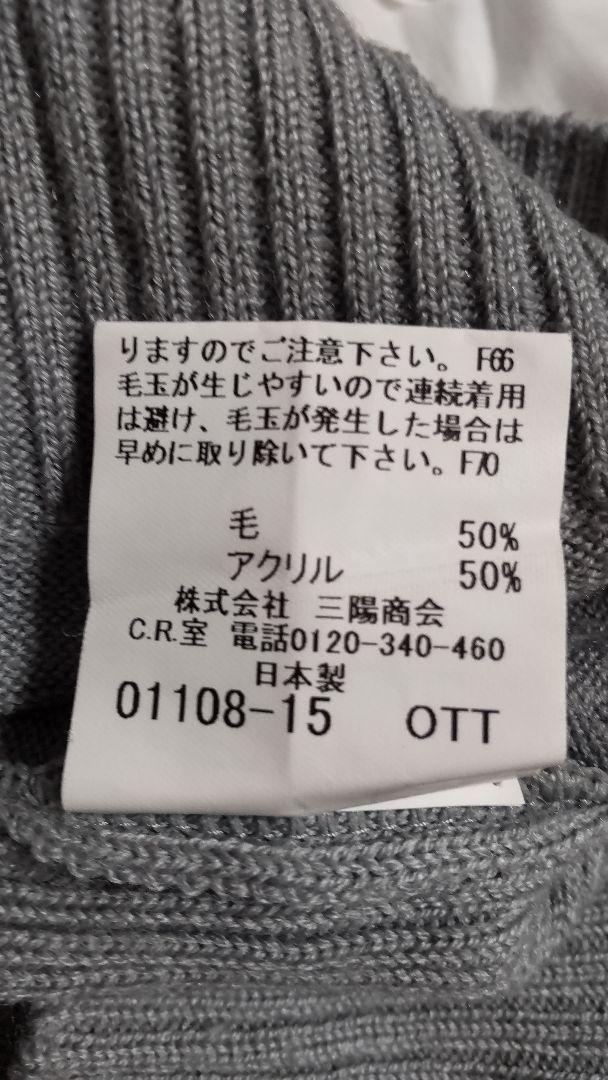 りますのでご注意下さい。 F66
毛玉が生じやすいので連続着用
は避け、毛玉が発生した場合は
早めに取り除いて下さい。F70
毛 50%
アクリル 50%
株式会社 三陽商会
C.R.室 電話0120-340-460
日本製
01108-15 OTT